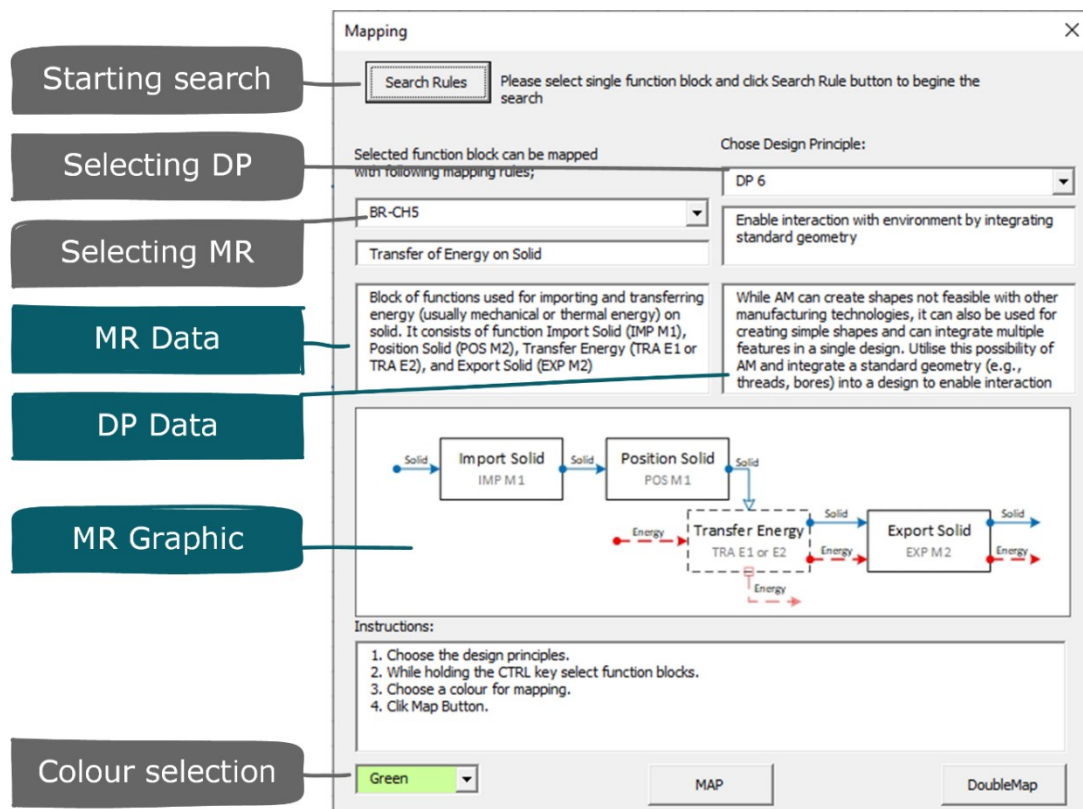 Mapping
Starting search
Search Rules
Please select single function block and click Search Rule button to begine the
search
Selecting DP
Selected function block can be mapped
with following mapping rules;
Chose Design Principle:
DP 6
Selecting MR
BR-CH5
Transfer of Energy on Solid
Enable interaction with environment by integrating
standard geometry
MR Data
Block of functions used for importing and transferring
energy (usually mechanical or thermal energy) on
solid. It consists of function Import Solid (IMP M1),
Position Solid (POS M2), Transfer Energy (TRA E1 or
TRA E2), and Export Solid (EXP M2)
DP Data
While AM can create shapes not feasible with other
manufacturing technologies, it can also be used for
creating simple shapes and can integrate multiple
features in a single design. Utilise this possibility of
AM and integrate a standard geometry (e.g.,
threads, bores) into a design to enable interaction
MR Graphic
Solid
Import Solid
IMP M1
Solid
Position Solid
POS M1
Solid
Energy
Transfer Energy
TRA E1 or E2
Solid
Energy
Energy
Export Solid
EXP M2
Solid
Energy
Instructions:
1. Choose the design principles.
2. While holding the CTRL key select function blocks.
3. Choose a colour for mapping.
4. Clik Map Button.
Colour selection
Green
MAP
DoubleMap